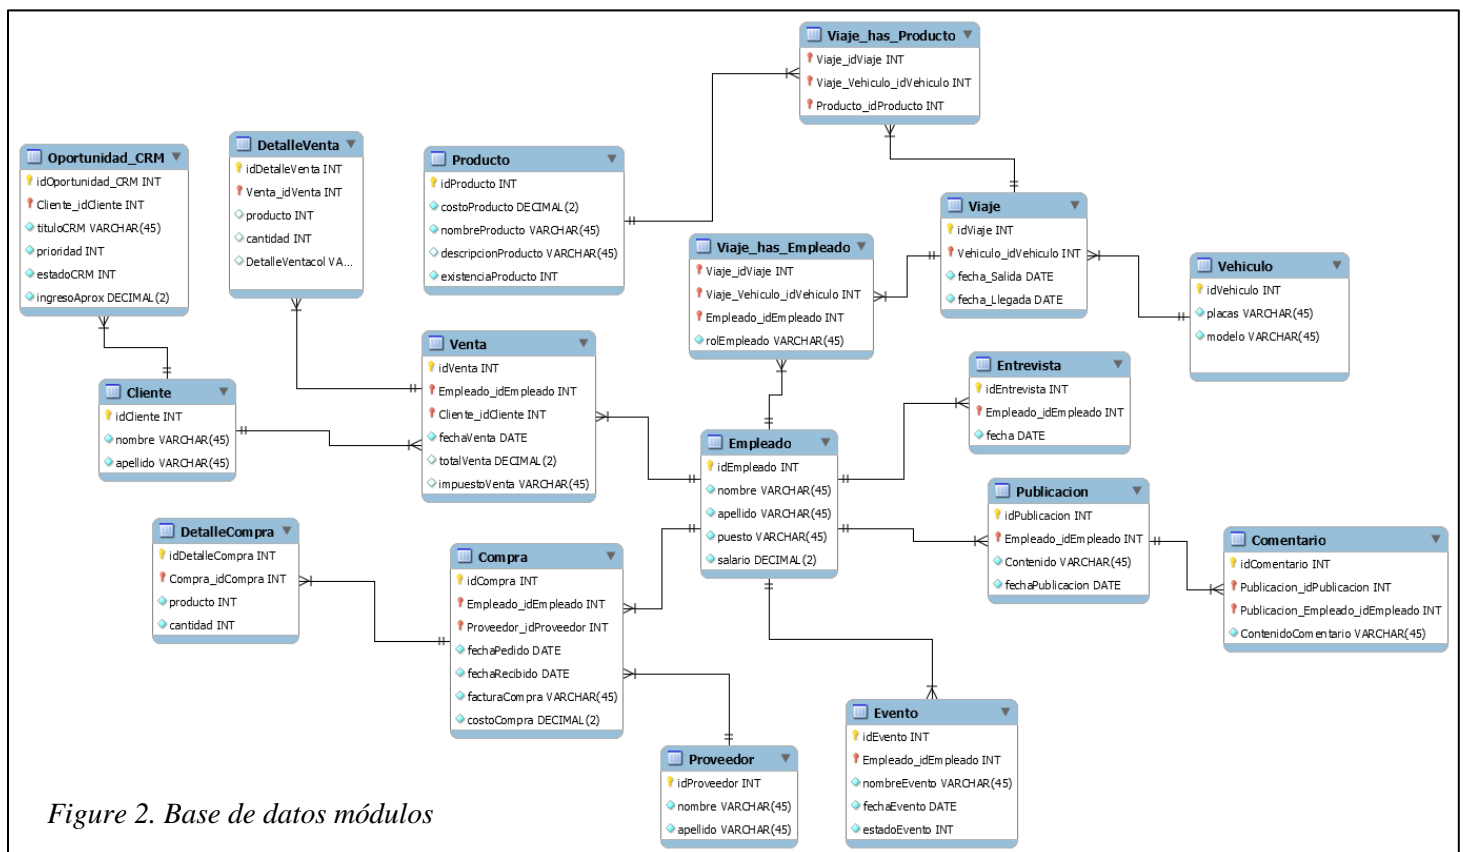 Viaje_has_Producto
Viaje_idViaje INT
Viaje_Vehiculo_idVehiculo INT
Producto_idProducto INT
Oportunidad_CRM
idOportunidad_CRM INT
Cliente_idCliente INT
tituloCRM VARCHAR(45)
prioridad INT
estadoCRM INT
ingresoAprox DECIMAL(2)
DetalleVenta
idDetalleVenta INT
Venta_idVenta INT
producto INT
cantidad INT
DetalleVentacol VA...
Producto
idProducto INT
costoProducto DECIMAL(2)
nombreProducto VARCHAR(45)
descripcionProducto VARCHAR(45)
existenciaProducto INT
Viaje
idViaje INT
Vehiculo_idVehiculo INT
fecha_Salida DATE
fecha_Llegada DATE
Viaje_has_Empleado
Viaje_idViaje INT
Viaje_Vehiculo_idVehiculo INT
Empleado_idEmpleado INT
rolEmpleado VARCHAR(45)
Vehiculo
idVehiculo INT
placas VARCHAR(45)
modelo VARCHAR(45)
Cliente
idCliente INT
nombre VARCHAR(45)
apellido VARCHAR(45)
Venta
idVenta INT
Empleado_idEmpleado INT
Cliente_idCliente INT
fechaVenta DATE
totalVenta DECIMAL(2)
impuestoVenta VARCHAR(45)
Entrevista
idEntrevista INT
Empleado_idEmpleado INT
fecha DATE
Empleado
idEmpleado INT
nombre VARCHAR(45)
apellido VARCHAR(45)
puesto VARCHAR(45)
salario DECIMAL(2)
Publicacion
idPublicacion INT
Empleado_idEmpleado INT
Contenido VARCHAR(45)
fechaPublicacion DATE
Comentario
idComentario INT
Publicacion_idPublicacion INT
Publicacion_Empleado_idEmpleado INT
ContenidoComentario VARCHAR(45)
DetalleCompra
idDetalleCompra INT
Compra_idCompra INT
producto INT
cantidad INT
Compra
idCompra INT
Empleado_idEmpleado INT
Proveedor_idProveedor INT
fechaPedido DATE
fechaRecibido DATE
facturaCompra VARCHAR(45)
costoCompra DECIMAL(2)
Evento
idEvento INT
Empleado_idEmpleado INT
nombreEvento VARCHAR(45)
fechaEvento DATE
estadoEvento INT
Proveedor
idProveedor INT
nombre VARCHAR(45)
apellido VARCHAR(45)
Figure 2. Base de datos módulos